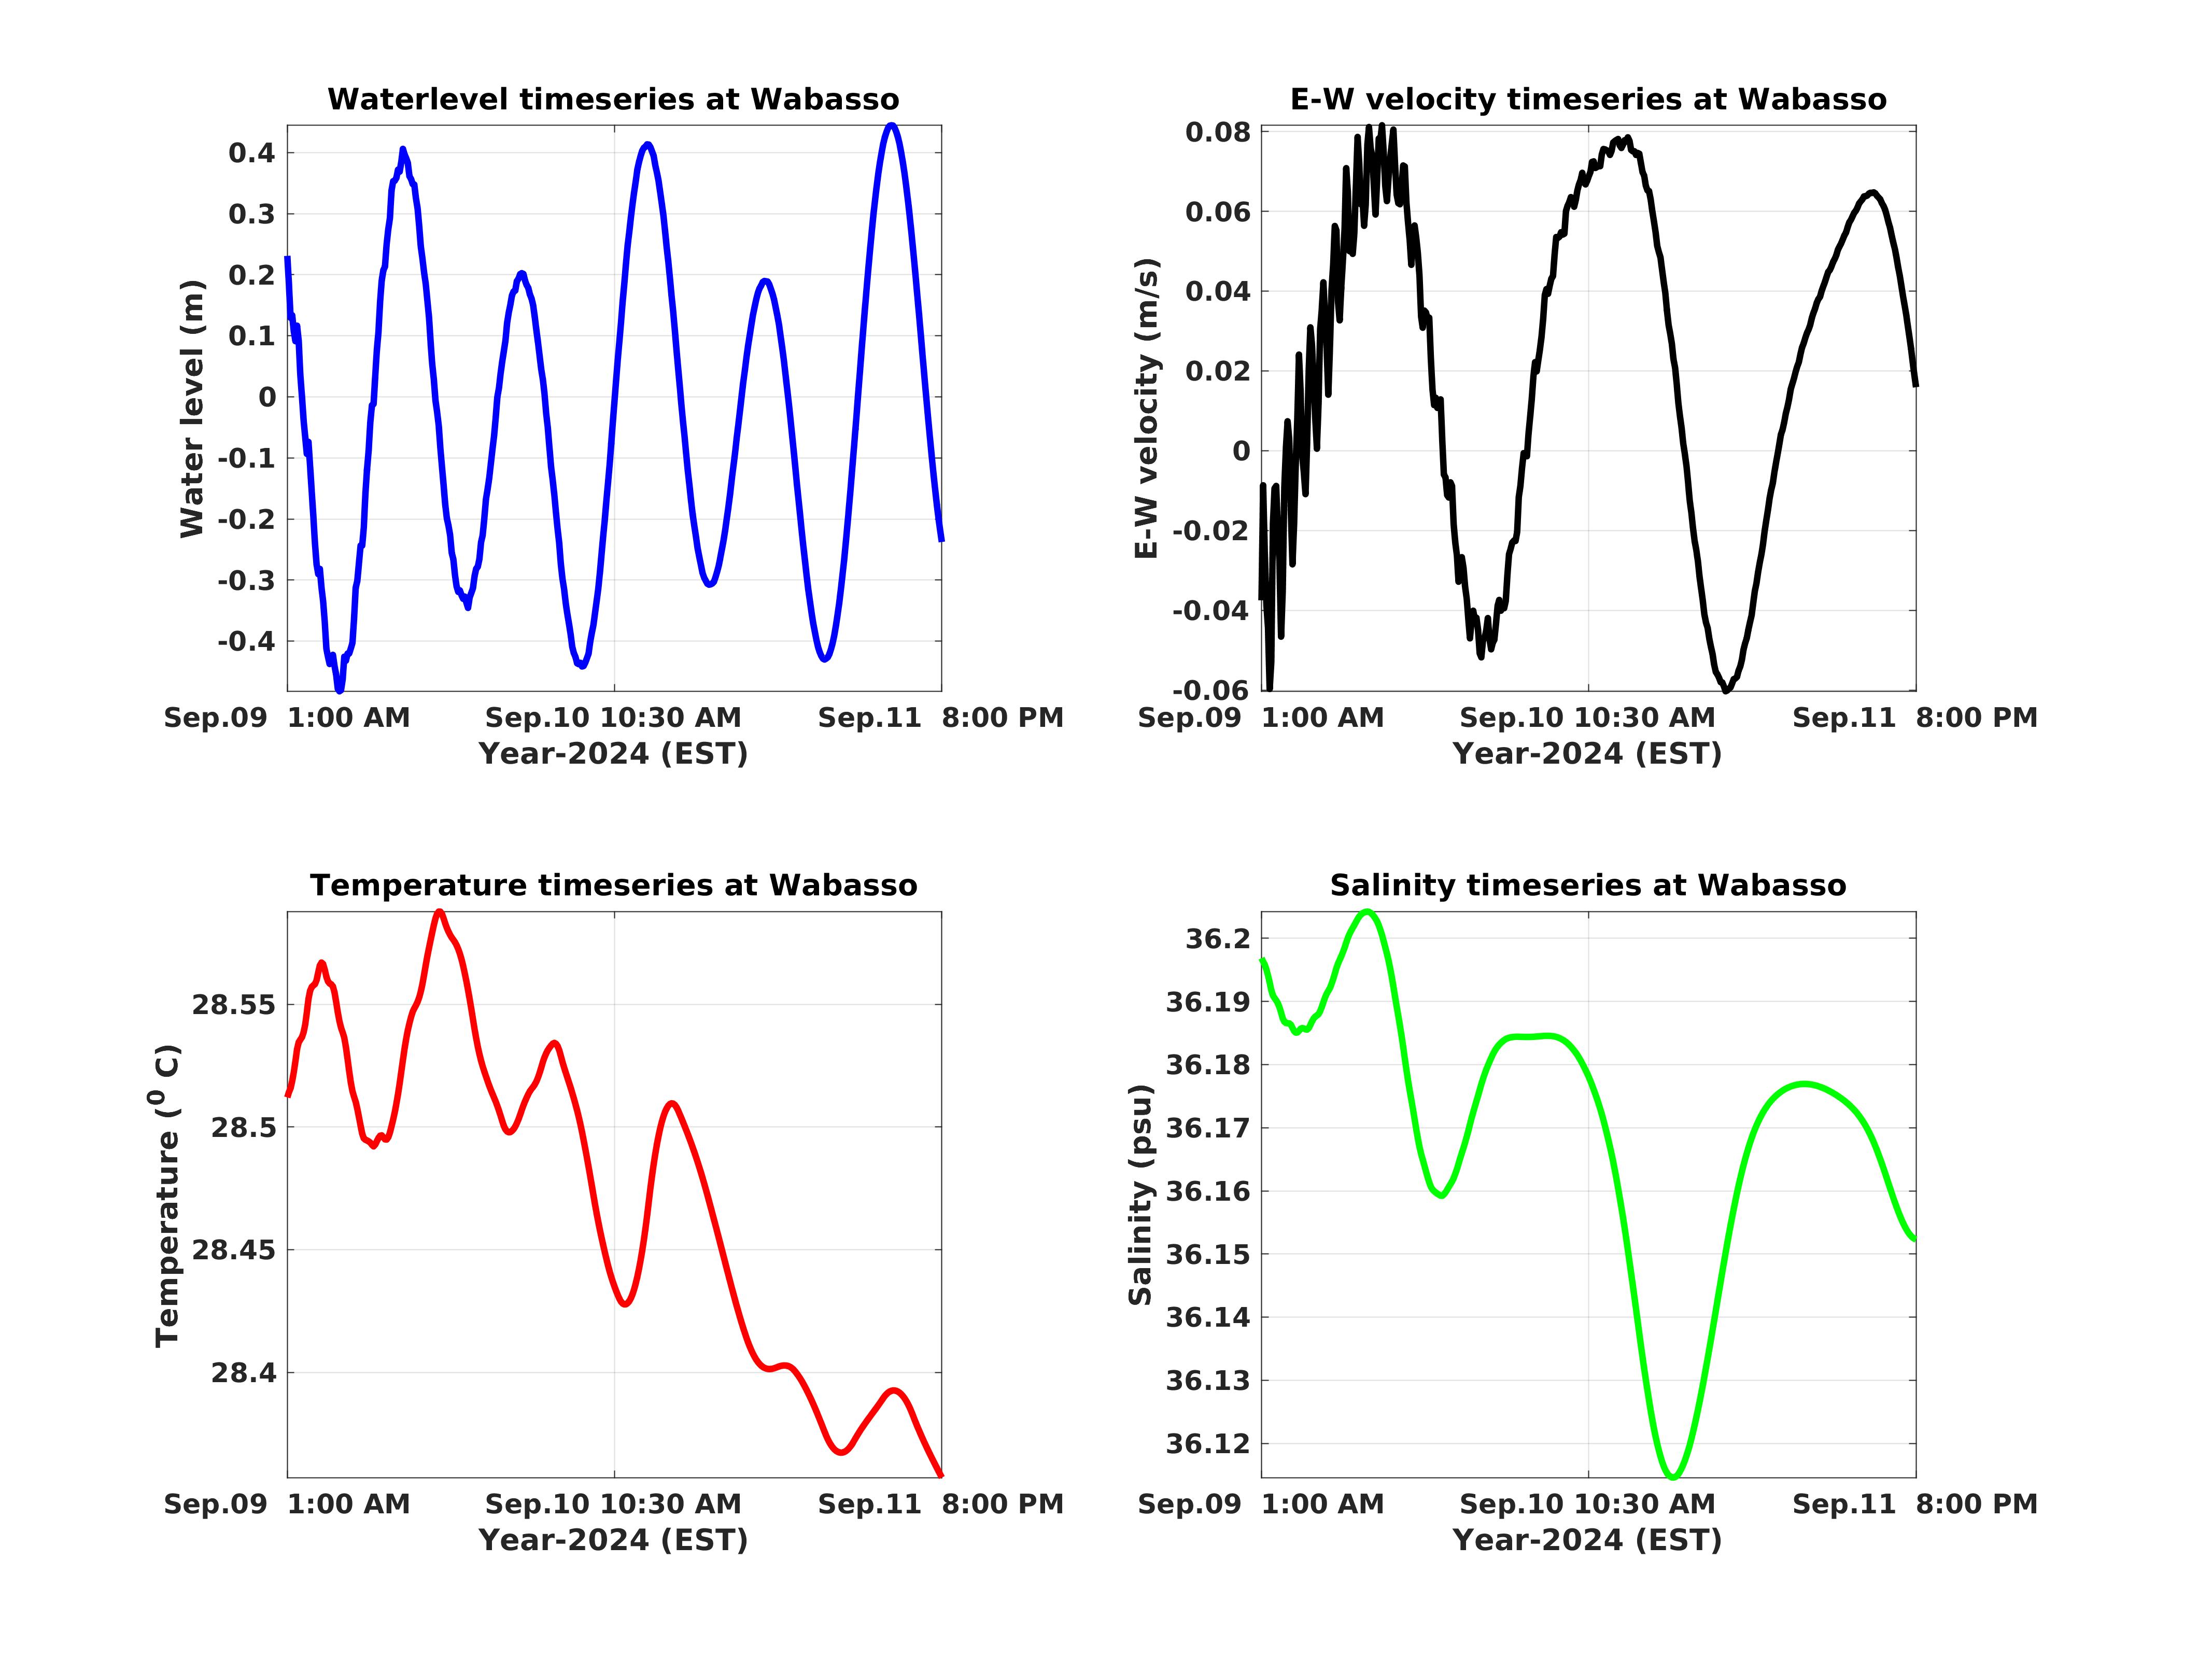 Waterlevel timeseries at Wabasso
Water level (m)
0.4
0.3
0.2
0.1
0
-0.1
-0.2
-0.3
-0.4
Sep.09 1:00 AM
Sep.10 10:30 AM
Sep.11 8:00 PM
Year-2024 (EST)
E-W velocity timeseries at Wabasso
E-W velocity (m/s)
0.08
0.06
0.04
0.02
0
-0.02
-0.04
-0.06
Sep.09 1:00 AM
Sep.10 10:30 AM
Sep.11 8:00 PM
Year-2024 (EST)
Temperature timeseries at Wabasso
Temperature (⁰ C)
28.55
28.5
28.45
28.4
Sep.09 1:00 AM
Sep.10 10:30 AM
Sep.11 8:00 PM
Year-2024 (EST)
Salinity timeseries at Wabasso
Salinity (psu)
36.2
36.19
36.18
36.17
36.16
36.15
36.14
36.13
36.12
Sep.09 1:00 AM
Sep.10 10:30 AM
Sep.11 8:00 PM
Year-2024 (EST)